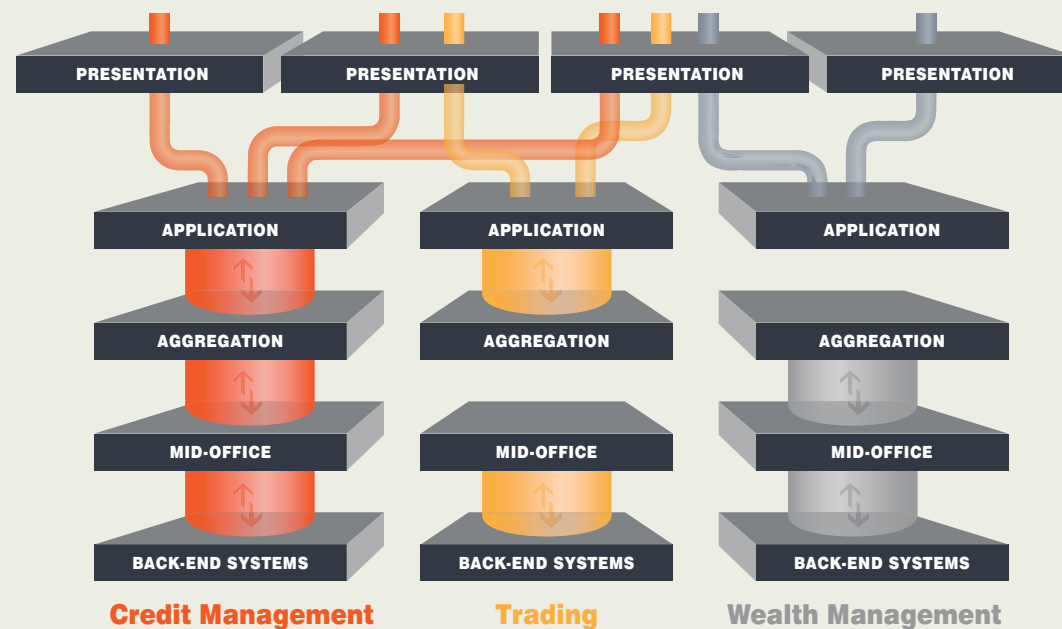 PRESENTATION
PRESENTATION
PRESENTATION
PRESENTATION
APPLICATION
APPLICATION
APPLICATION
AGGREGATION
AGGREGATION
AGGREGATION
MID-OFFICE
MID-OFFICE
MID-OFFICE
BACK-END SYSTEMS
BACK-END SYSTEMS
BACK-END SYSTEMS
Credit Management
Trading
Wealth Management